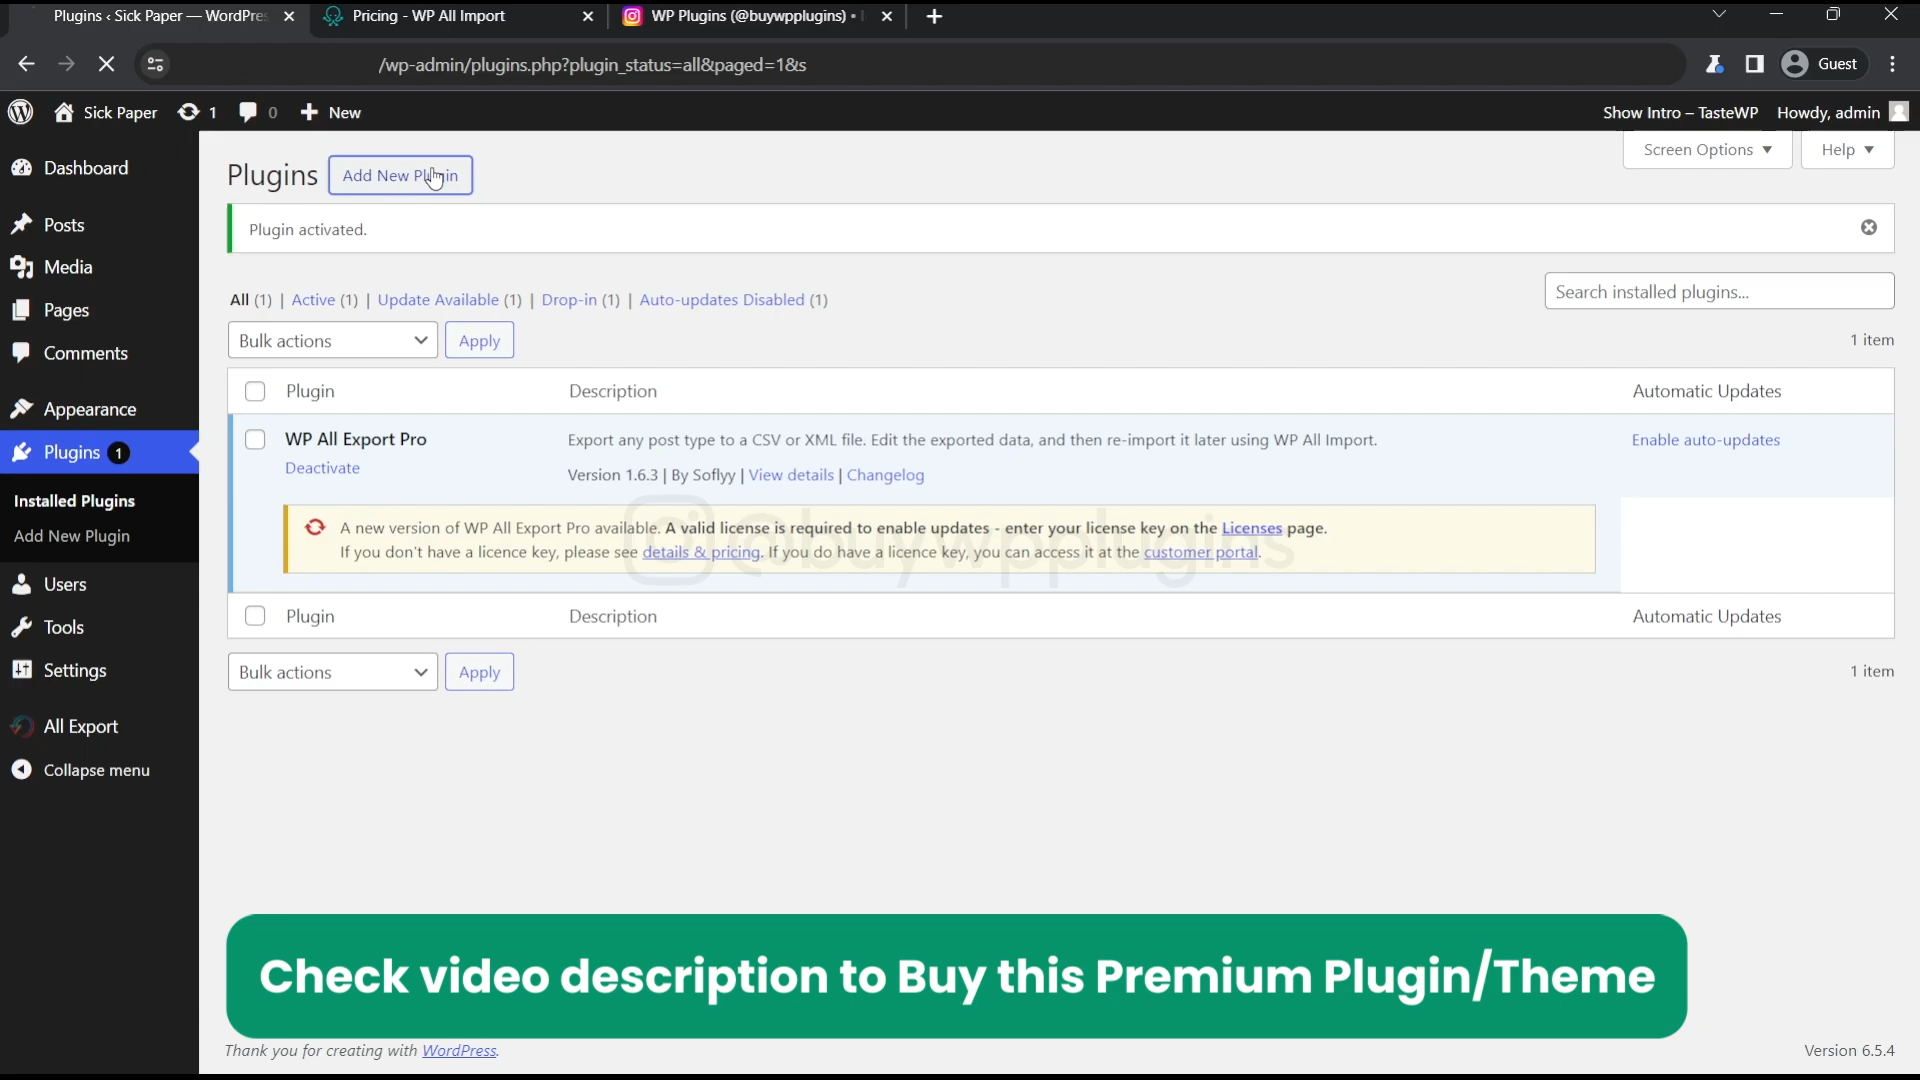 Plugins ‹ Sick Paper — WordPre
Pricing - WP All Import
WP Plugins (@buywpplugins) •
/wp-admin/plugins.php?plugin_status=all&paged=1&s
Guest
Sick Paper
1
0
New
Show Intro – TasteWP
Howdy, admin
Dashboard
Posts
Media
Pages
Comments
Appearance
Plugins 1
Installed Plugins
Add New Plugin
Users
Tools
Settings
All Export
Collapse menu
Plugins
Add New Plugin
Screen Options
Help
Plugin activated.
All (1) | Active (1) | Update Available (1) | Drop-in (1) | Auto-updates Disabled (1)
Search installed plugins...
Bulk actions
Apply
1 item
Plugin
Description
Automatic Updates
WP All Export Pro
Export any post type to a CSV or XML file. Edit the exported data, and then re-import it later using WP All Import.
Enable auto-updates
Deactivate
Version 1.6.3 | By Soflyy | View details | Changelog
@buywpplugins
A new version of WP All Export Pro available. A valid license is required to enable updates - enter your license key on the Licenses page.
If you don't have a licence key, please see details & pricing. If you do have a licence key, you can access it at the customer portal.
Plugin
Description
Automatic Updates
Bulk actions
Apply
1 item
Check video description to Buy this Premium Plugin/Theme
Thank you for creating with WordPress.
Version 6.5.4